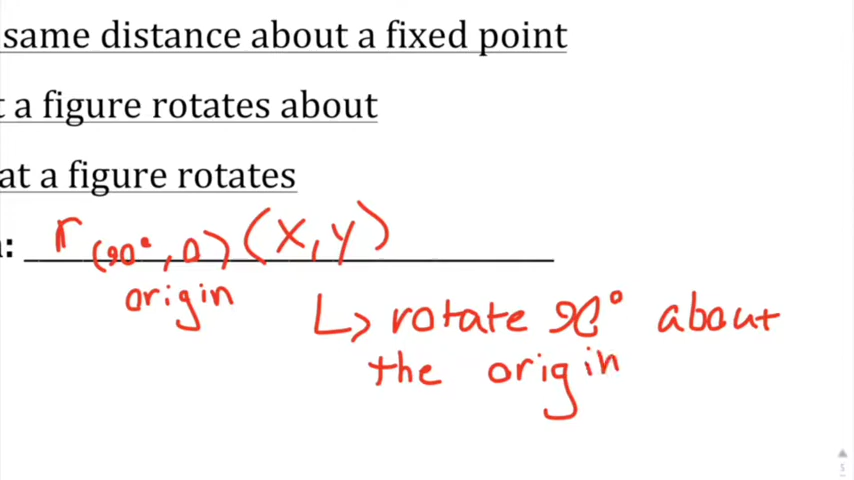 same distance about a fixed point
a figure rotates about
at a figure rotates
: r (90°, O) (x, y)
origin
↳ rotate 90° about
the origin